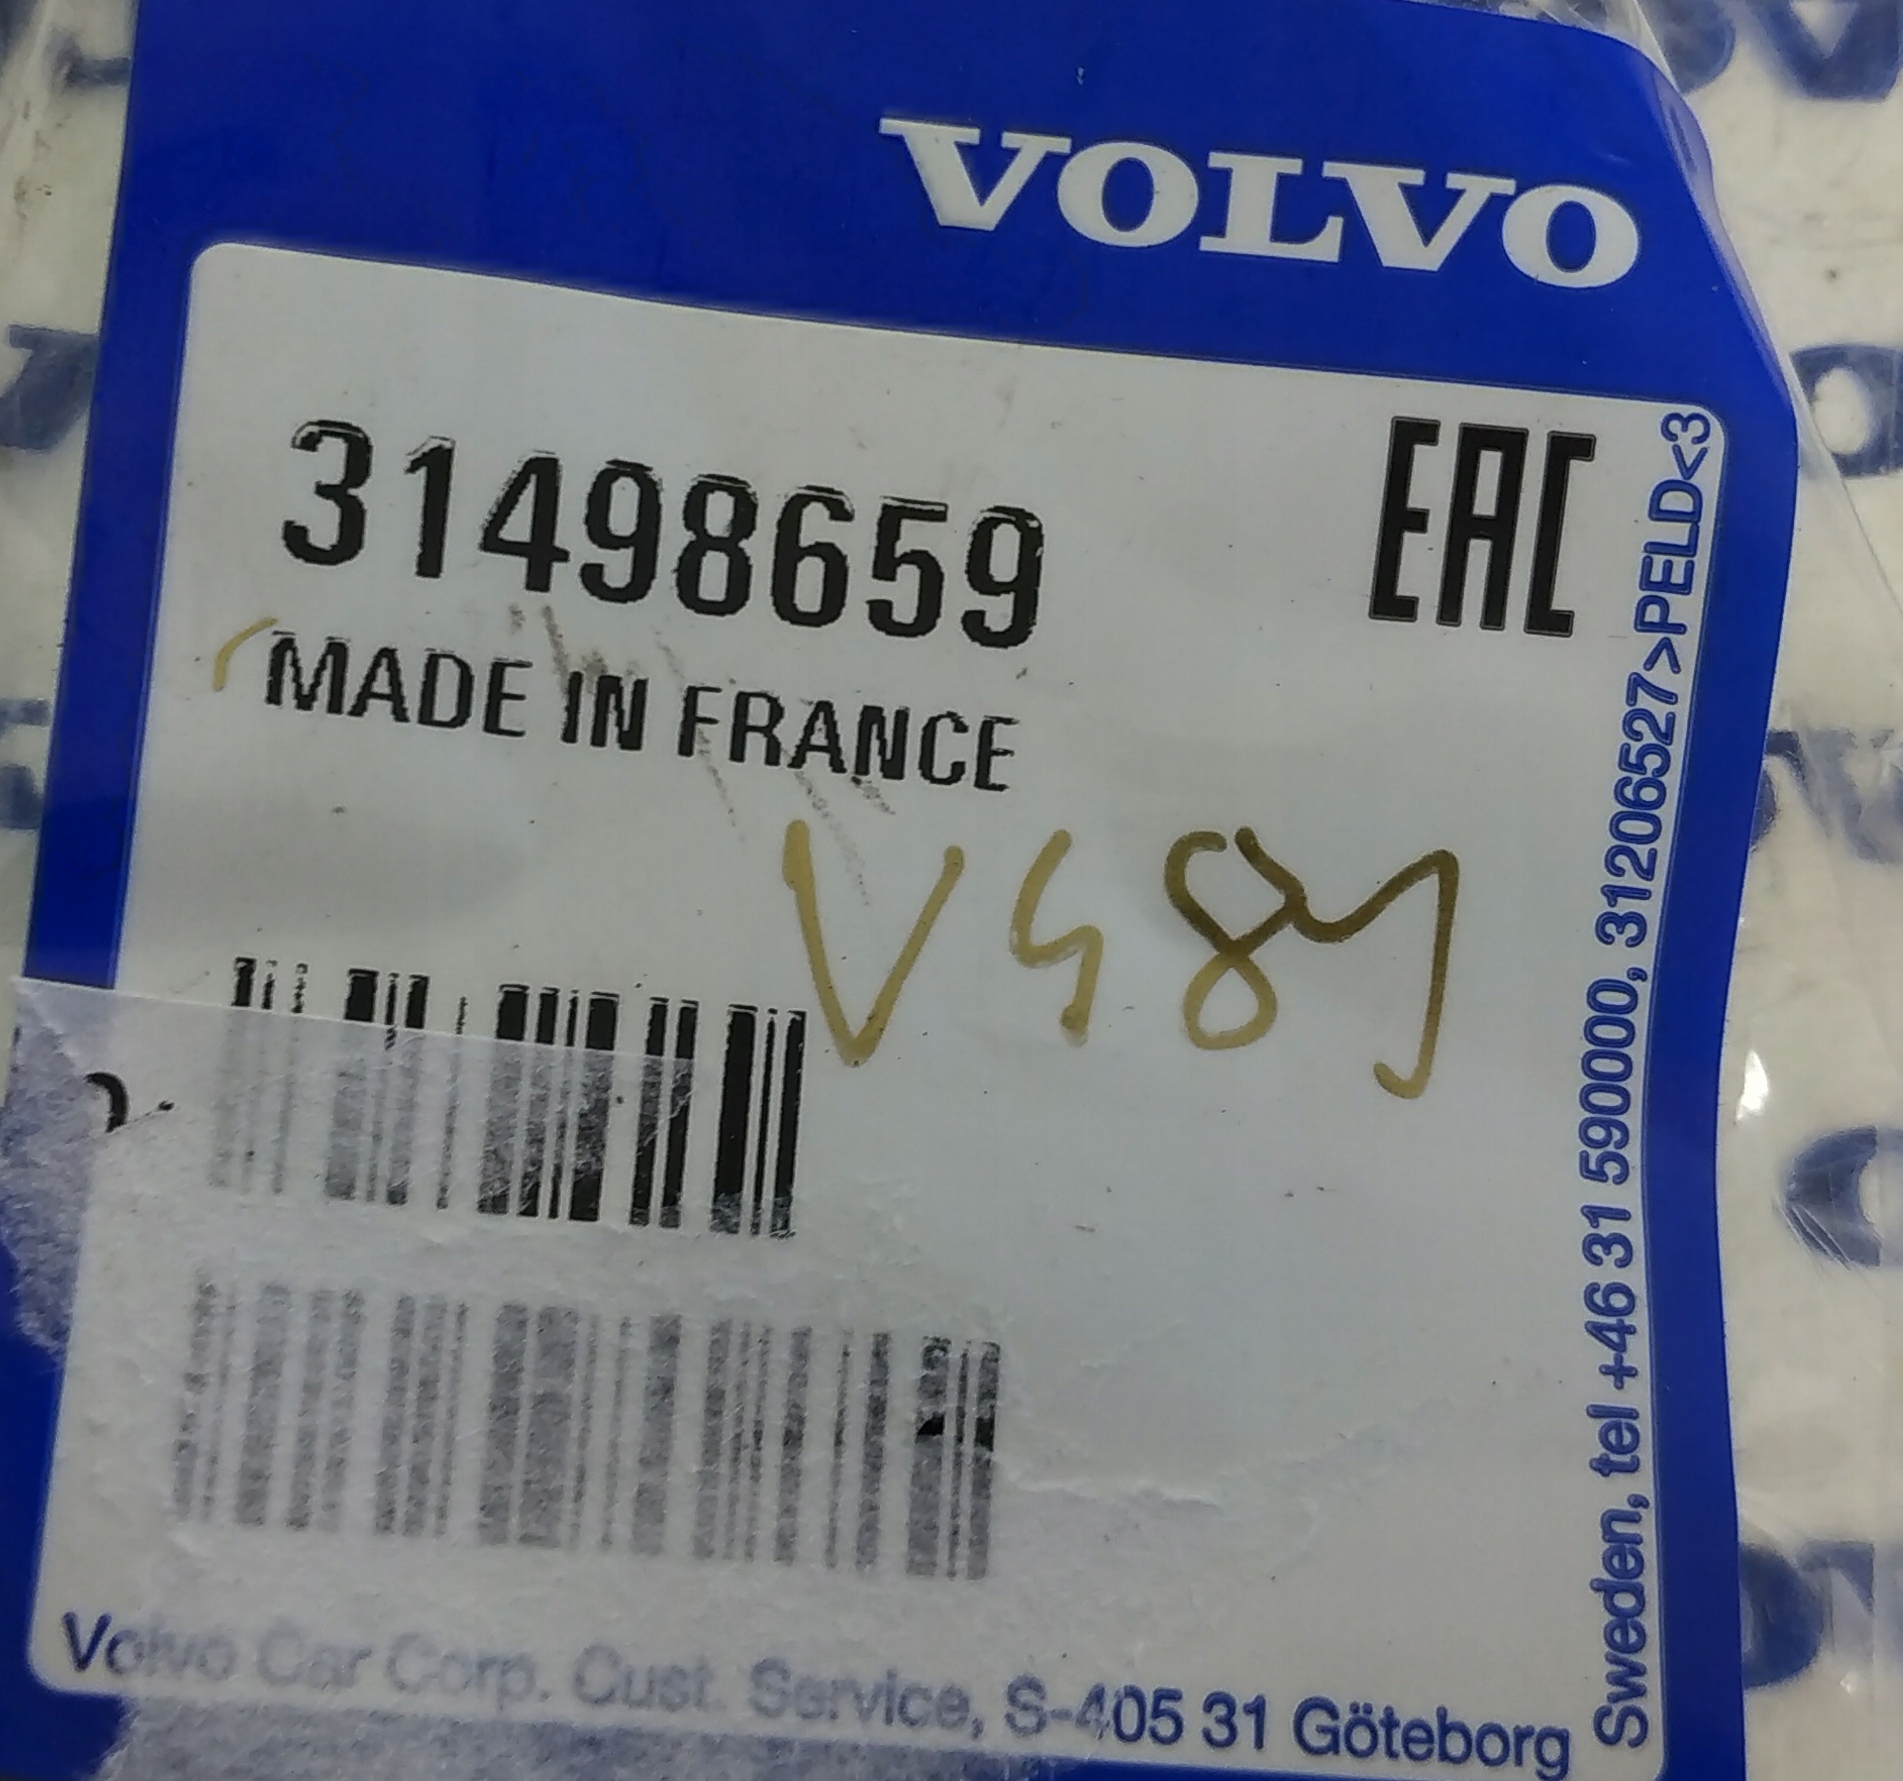 VOLVO
31498659
EAC
MADE IN FRANCE
V489
Volvo Car Corp. Cust. Service, S-405 31 Göteborg
Sweden, tel +46 31 590000, 31206527>PELD<3